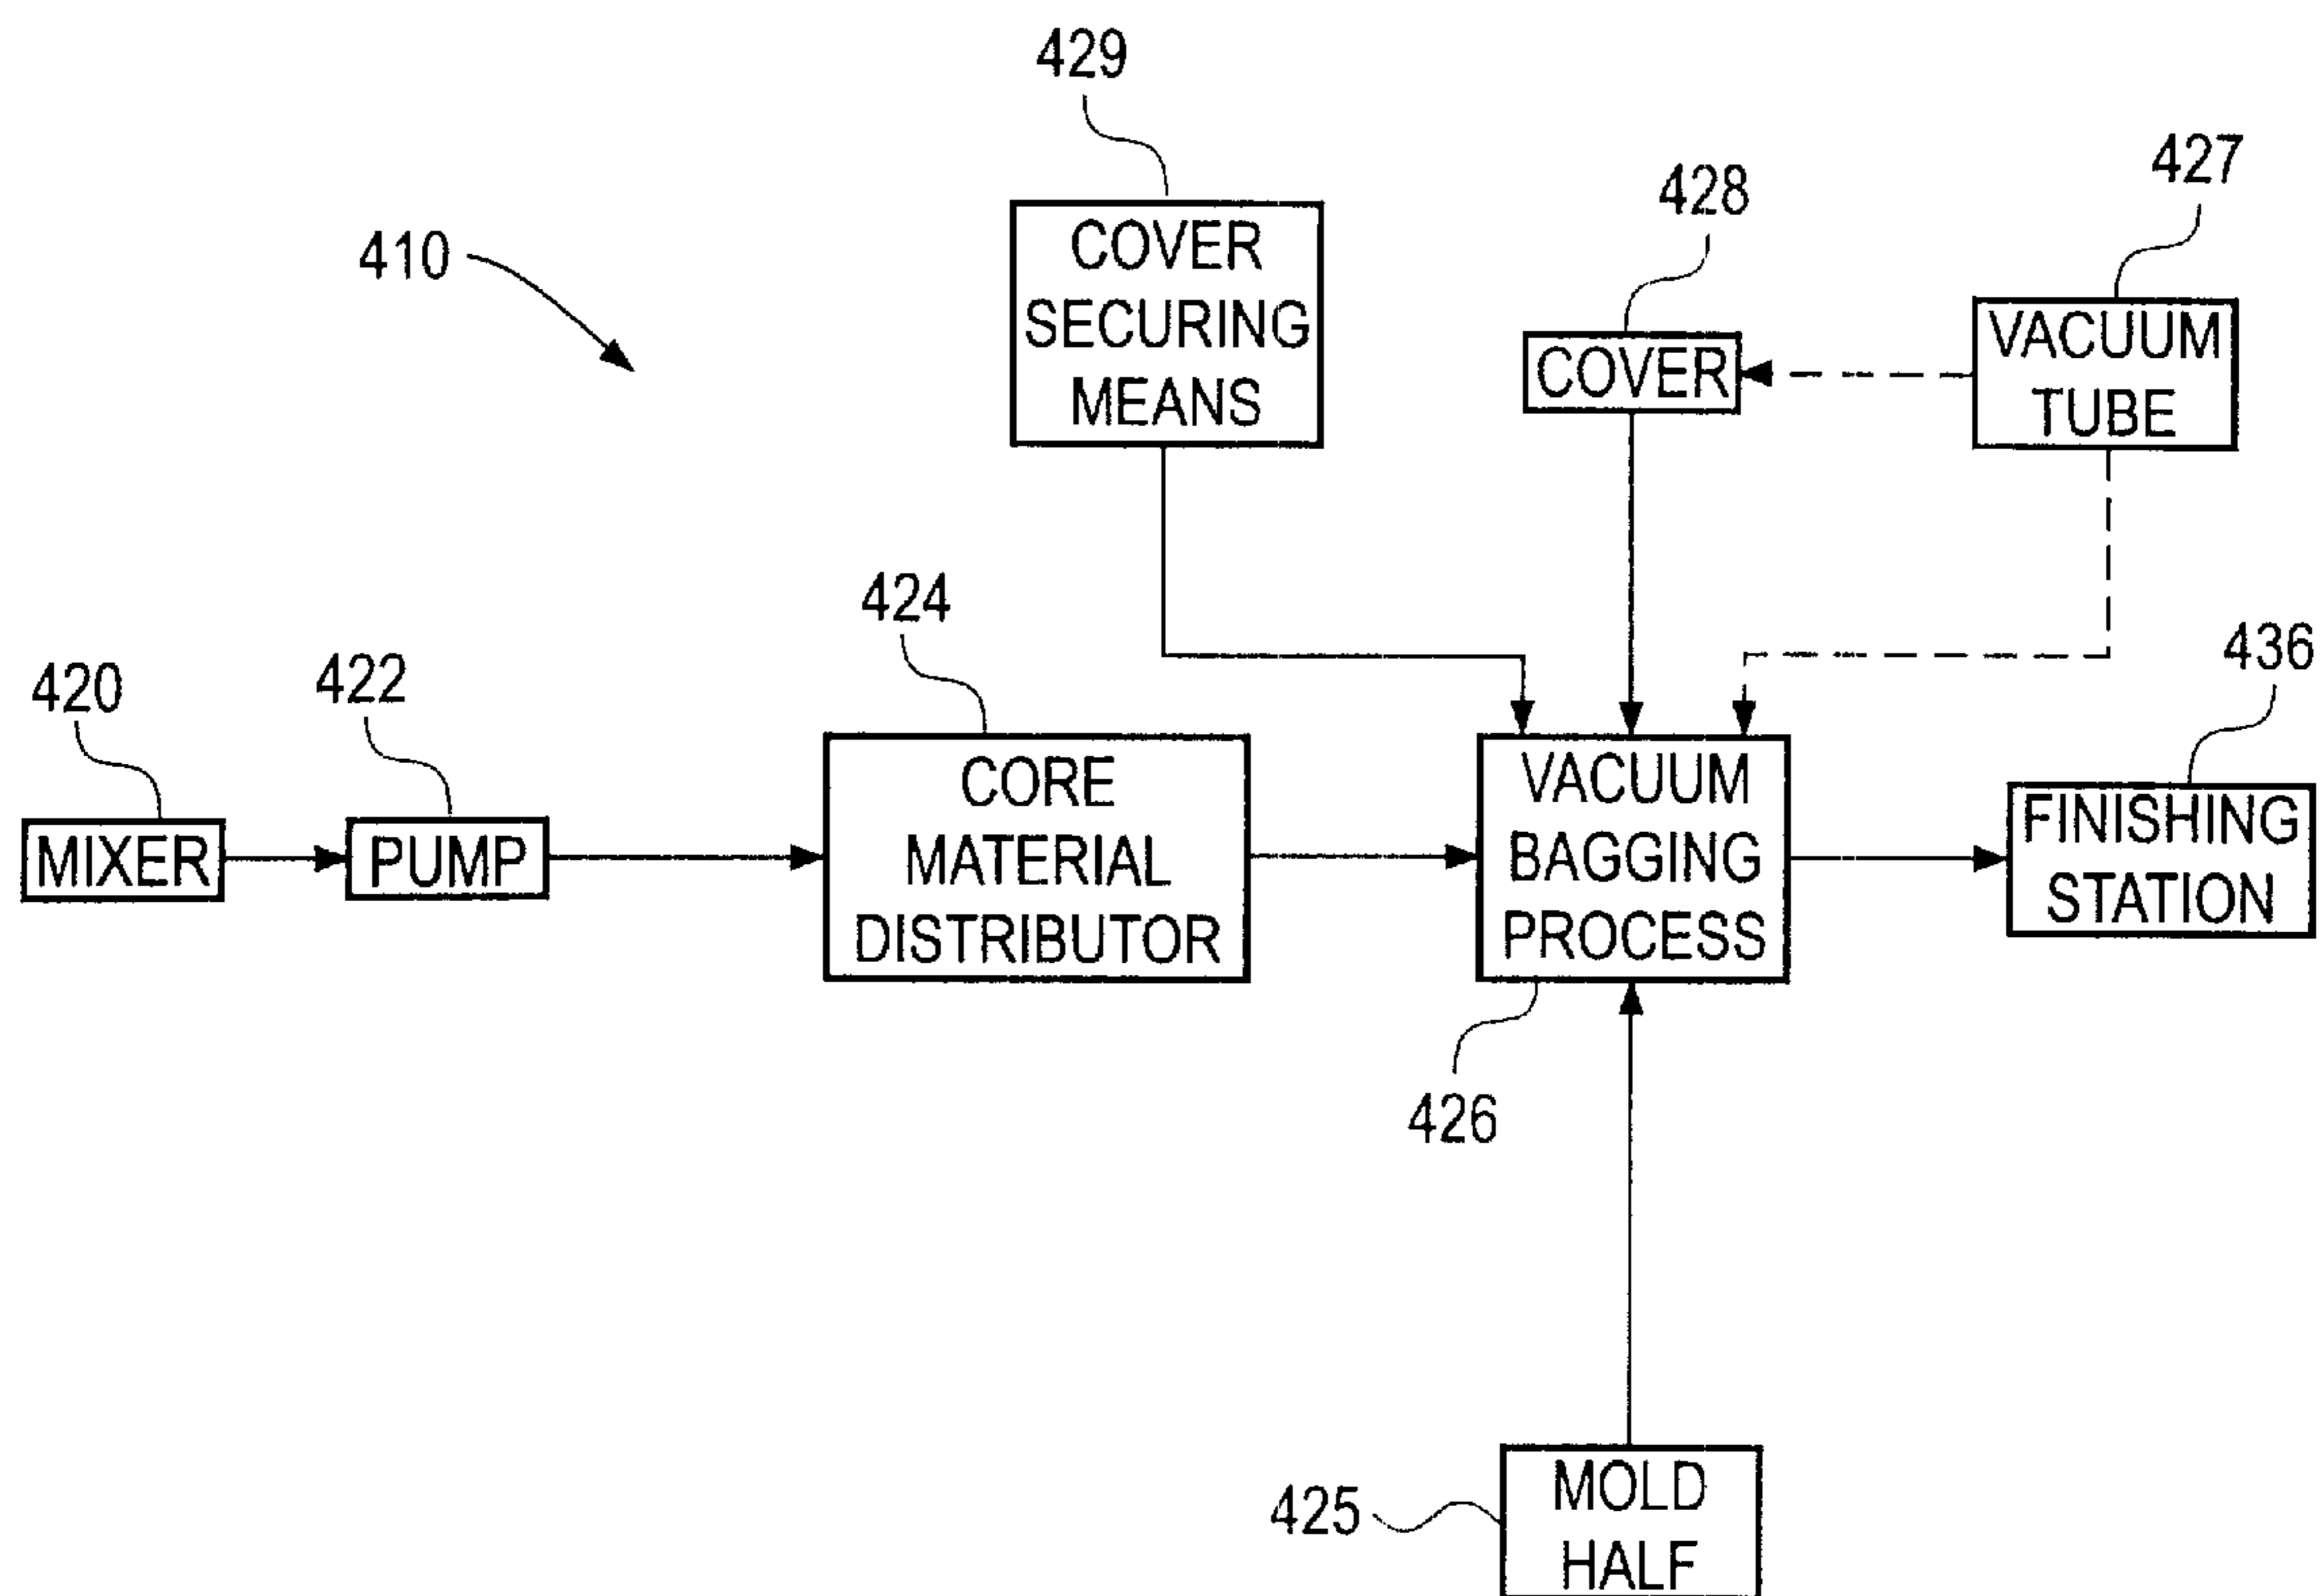 429
COVER
SECURING
MEANS
410
428
COVER
427
VACUUM
TUBE
420
MIXER
422
PUMP
424
CORE
MATERIAL
DISTRIBUTOR
VACUUM
BAGGING
PROCESS
426
436
FINISHING
STATION
425
MOLD
HALF